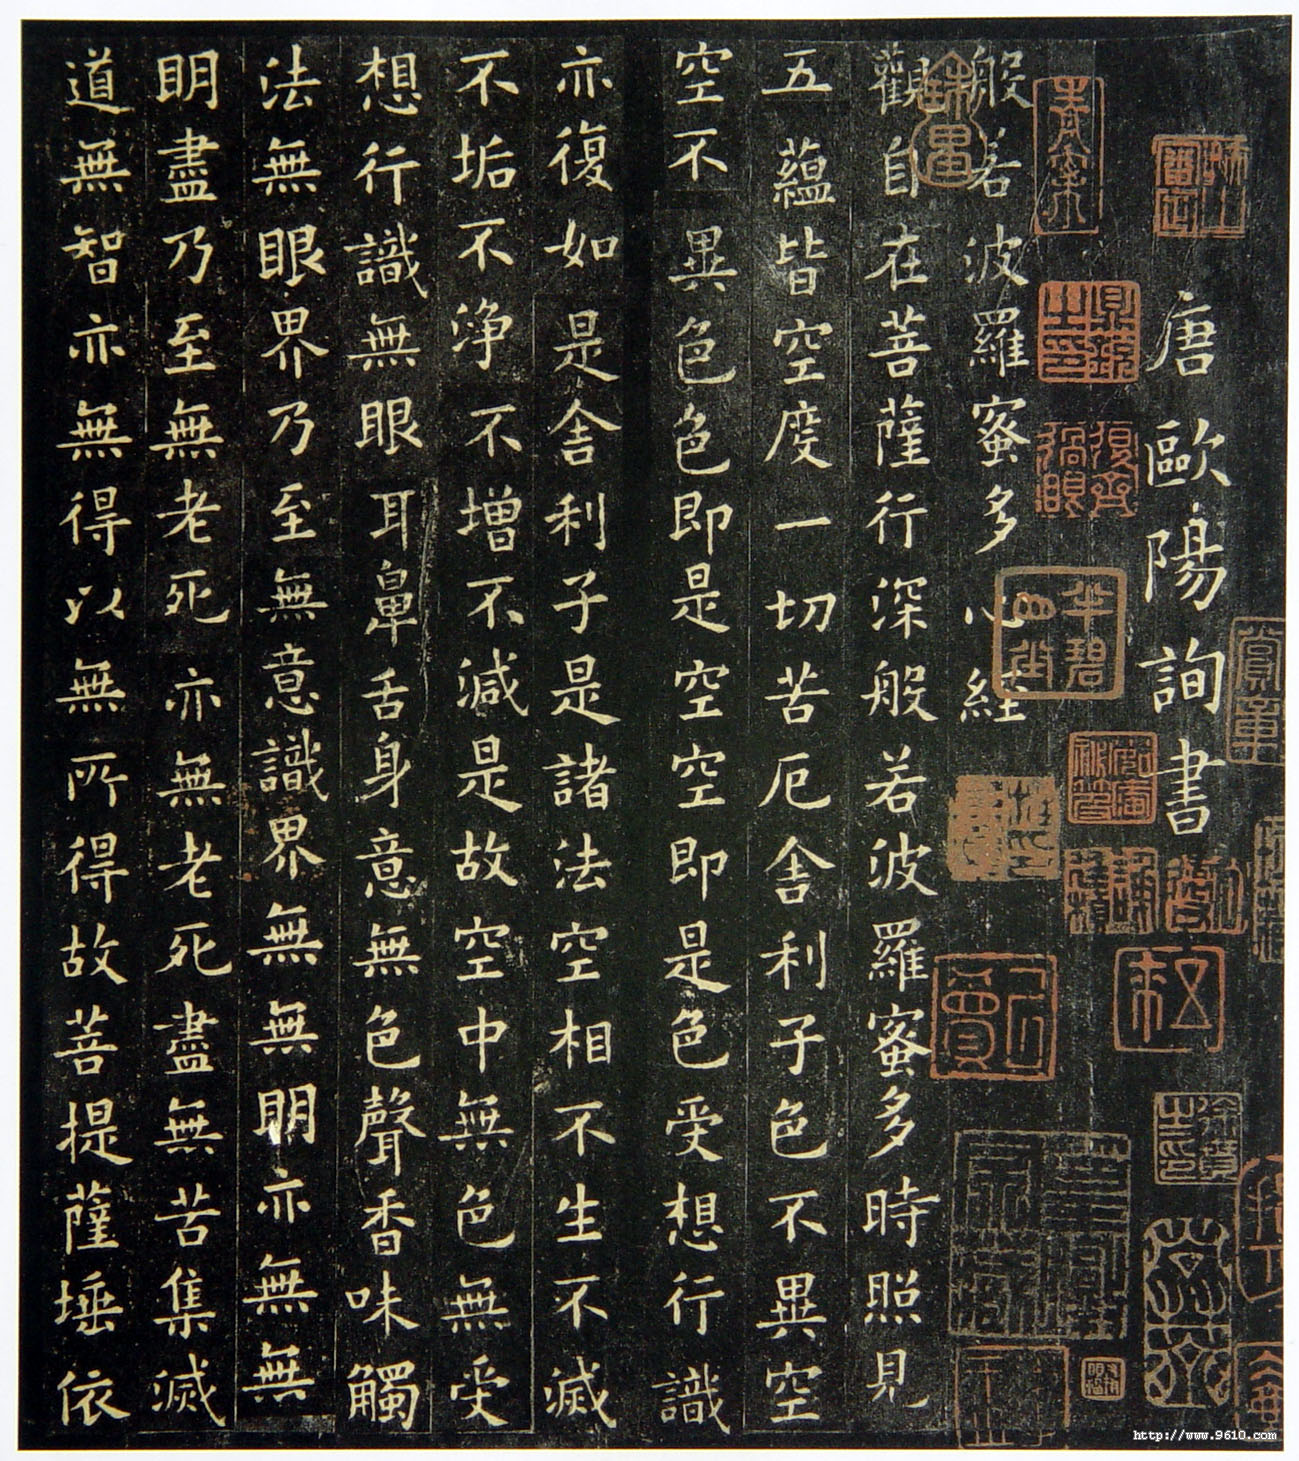 唐歐陽詢書
般若波羅蜜多心經
觀自在菩薩行深般若波羅蜜多時照見
五蘊皆空度一切苦厄舍利子色不異空
空不異色色即是空空即是色受想行識
亦復如是舍利子是諸法空相不生不滅
不垢不淨不增不減是故空中無色無受
想行識無眼耳鼻舌身意無色聲香味觸
法無眼界乃至無意識界無無明亦無無
明盡乃至無老死亦無老死盡無苦集滅
道無智亦無得以無所得故菩提薩埵依
http://www.9610.com